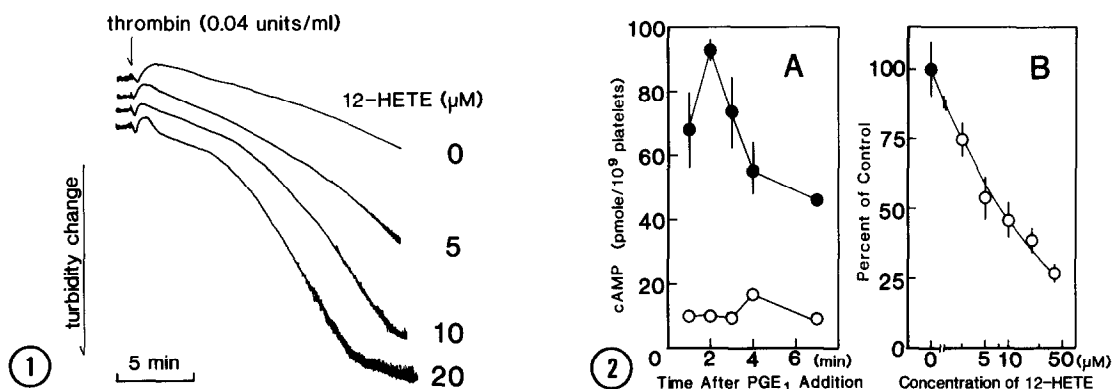 thrombin (0.04 units/ml)
12-HETE (μM)
0
5
10
20
turbidity change
5 min
1
A
cAMP (pmole/10⁹ platelets)
100
80
60
40
20
0 2 4 6 (min)
Time After PGE₁ Addition
2
B
Percent of Control
100
75
50
25
0 5 10 50 (μM)
Concentration of 12-HETE